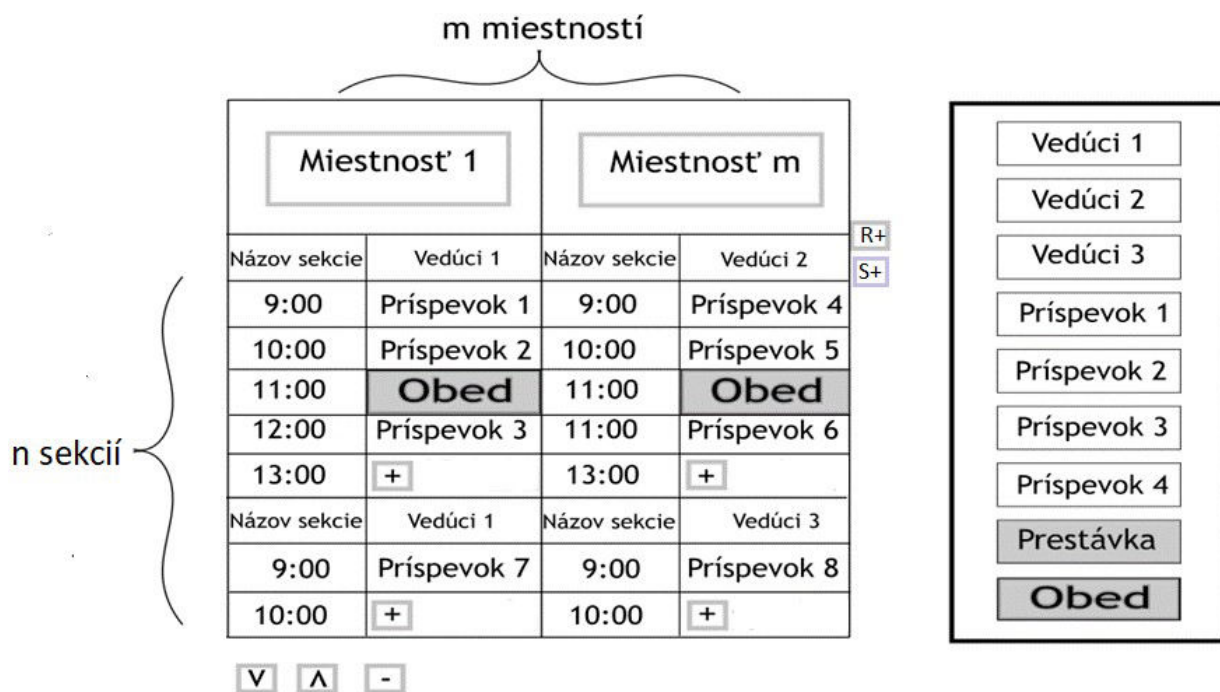 m miestností
Miestnosť 1 Miestnosť m
R+
Názov sekcie Vedúci 1 Názov sekcie Vedúci 2
S+
9:00 Príspevok 1 9:00 Príspevok 4
10:00 Príspevok 2 10:00 Príspevok 5
11:00 Obed 11:00 Obed
12:00 Príspevok 3 11:00 Príspevok 6
n sekcií
13:00 + 13:00 +
Názov sekcie Vedúci 1 Názov sekcie Vedúci 3
9:00 Príspevok 7 9:00 Príspevok 8
10:00 + 10:00 +
V Λ -
Vedúci 1
Vedúci 2
Vedúci 3
Príspevok 1
Príspevok 2
Príspevok 3
Príspevok 4
Prestávka
Obed